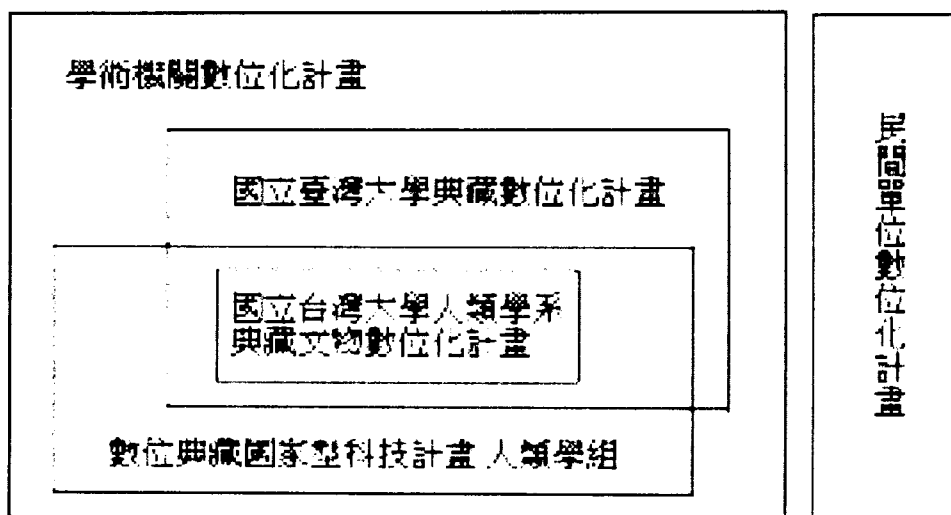 學術機關數位化計畫
國立臺灣大學典藏數位化計畫
國立台灣大學人類學系
典藏文物數位化計畫
數位典藏國家型科技計畫 人類學組
民間單位數位化計畫